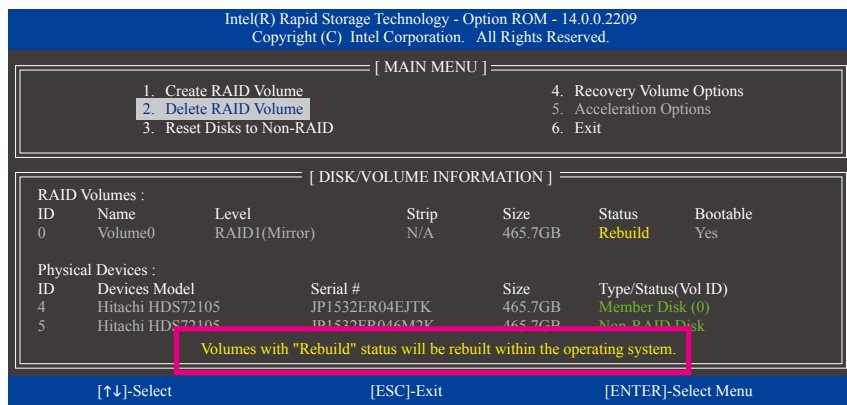 Intel(R) Rapid Storage Technology - Option ROM - 14.0.0.2209
Copyright (C) Intel Corporation. All Rights Reserved.
[ MAIN MENU ]
1. Create RAID Volume 4. Recovery Volume Options
2. Delete RAID Volume 5. Acceleration Options
3. Reset Disks to Non-RAID 6. Exit
[ DISK/VOLUME INFORMATION ]
RAID Volumes :
ID Name Level Strip Size Status Bootable
0 Volume0 RAID1(Mirror) N/A 465.7GB Rebuild Yes
Physical Devices :
ID Devices Model Serial # Size Type/Status(Vol ID)
4 Hitachi HDS72105 JP1532ER04EJTK 465.7GB Member Disk (0)
5 Hitachi HDS72105 JP1532ER046M2K 465.7GB Non-RAID Disk
Volumes with "Rebuild" status will be rebuilt within the operating system.
[↑↓]-Select [ESC]-Exit [ENTER]-Select Menu